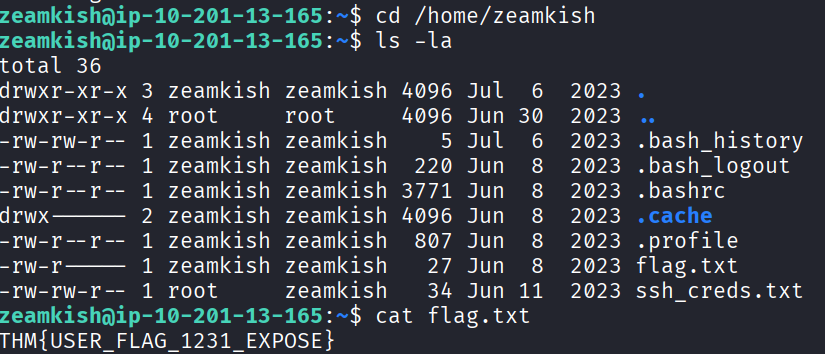 zeamkish@ip-10-201-13-165:~$ cd /home/zeamkish
zeamkish@ip-10-201-13-165:~$ ls -la
total 36
drwxr-xr-x 3 zeamkish zeamkish 4096 Jul  6  2023 .
drwxr-xr-x 4 root     root     4096 Jun 30  2023 ..
-rw-rw-r-- 1 zeamkish zeamkish    5 Jul  6  2023 .bash_history
-rw-r--r-- 1 zeamkish zeamkish  220 Jun  8  2023 .bash_logout
-rw-r--r-- 1 zeamkish zeamkish 3771 Jun  8  2023 .bashrc
drwx------ 2 zeamkish zeamkish 4096 Jun  8  2023 .cache
-rw-r--r-- 1 zeamkish zeamkish  807 Jun  8  2023 .profile
-rw-r----- 1 zeamkish zeamkish   27 Jun  8  2023 flag.txt
-rw-rw-r-- 1 root     zeamkish   34 Jun 11  2023 ssh_creds.txt
zeamkish@ip-10-201-13-165:~$ cat flag.txt
THM{USER_FLAG_1231_EXPOSE}